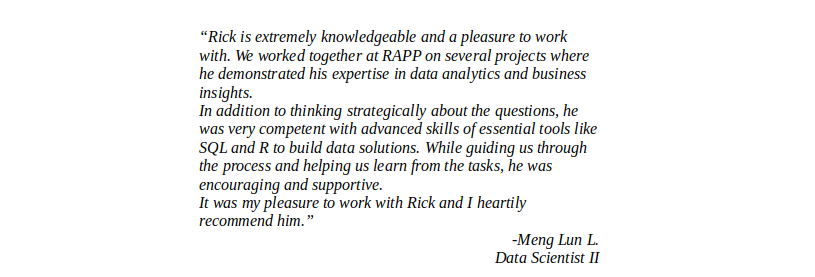 “Rick is extremely knowledgeable and a pleasure to work
with. We worked together at RAPP on several projects where
he demonstrated his expertise in data analytics and business
insights.
In addition to thinking strategically about the questions, he
was very competent with advanced skills of essential tools like
SQL and R to build data solutions. While guiding us through
the process and helping us learn from the tasks, he was
encouraging and supportive.
It was my pleasure to work with Rick and I heartily
recommend him.”
-Meng Lun L.
Data Scientist II